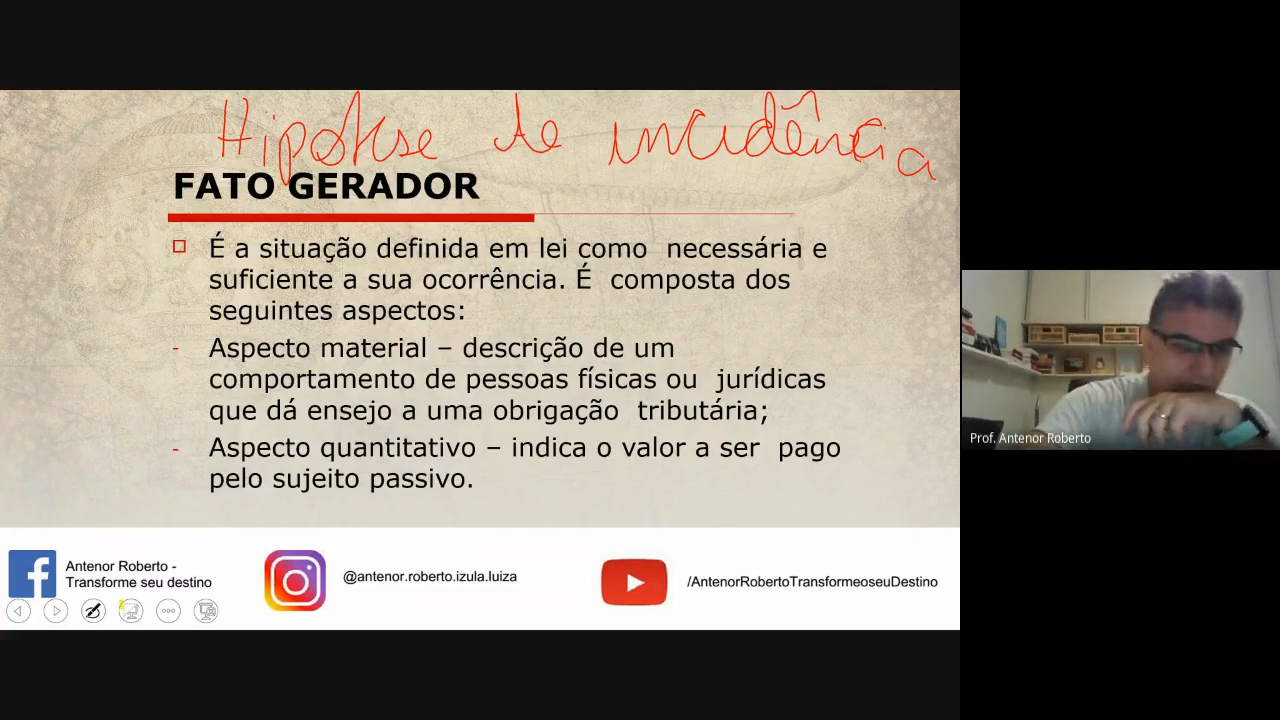 Hipótese de incidência
FATO GERADOR
É a situação definida em lei como necessária e
suficiente a sua ocorrência. É composta dos
seguintes aspectos:
- Aspecto material – descrição de um
comportamento de pessoas físicas ou jurídicas
que dá ensejo a uma obrigação tributária;
- Aspecto quantitativo – indica o valor a ser pago
pelo sujeito passivo.
Prof. Antenor Roberto
Antenor Roberto -
Transforme seu destino
@antenor.roberto.izula.luiza
/AntenorRobertoTransformeoseuDestino